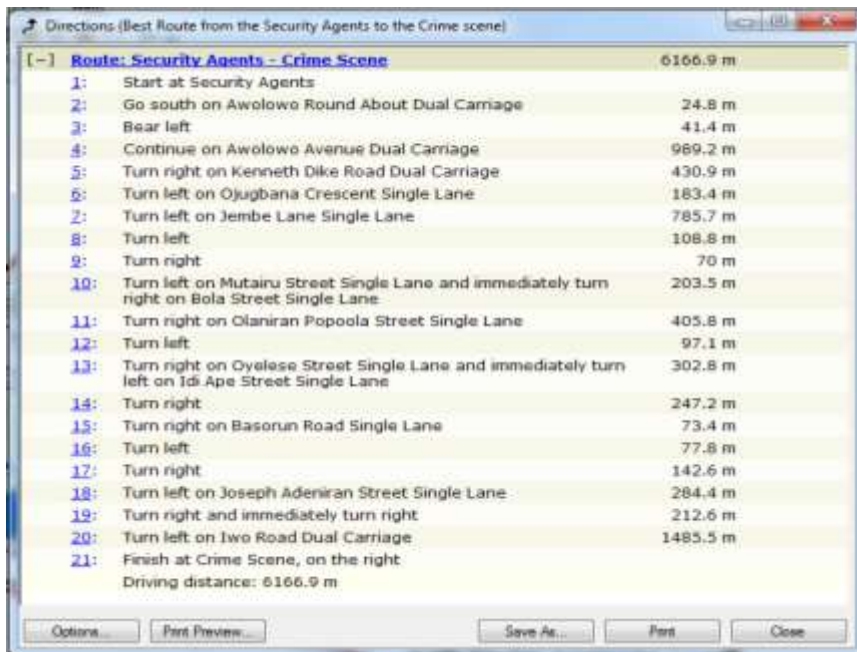 Directions (Best Route from the Security Agents to the Crime scene)
[-] Route: Security Agents - Crime Scene 6166.9 m
1: Start at Security Agents
2: Go south on Awolowo Round About Dual Carriage 24.8 m
3: Bear left 41.4 m
4: Continue on Awolowo Avenue Dual Carriage 989.2 m
5: Turn right on Kenneth Dike Road Dual Carriage 430.9 m
6: Turn left on Ojugbana Crescent Single Lane 183.4 m
7: Turn left on Jembe Lane Single Lane 785.7 m
8: Turn left 108.8 m
9: Turn right 70 m
10: Turn left on Mutairu Street Single Lane and immediately turn 203.5 m
right on Bola Street Single Lane
11: Turn right on Olaniran Popoola Street Single Lane 405.8 m
12: Turn left 97.1 m
13: Turn right on Oyelese Street Single Lane and immediately turn 302.8 m
left on Idi Ape Street Single Lane
14: Turn right 247.2 m
15: Turn right on Basorun Road Single Lane 73.4 m
16: Turn left 77.8 m
17: Turn right 142.6 m
18: Turn left on Joseph Adeniran Street Single Lane 284.4 m
19: Turn right and immediately turn right 212.6 m
20: Turn left on Iwo Road Dual Carriage 1485.5 m
21: Finish at Crime Scene, on the right
Driving distance: 6166.9 m
Options... Print Preview... Save As... Print Close